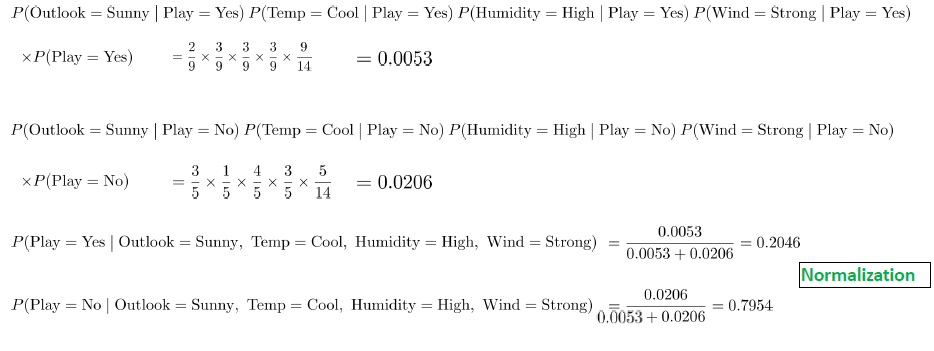 P(Outlook = Sunny | Play = Yes) P(Temp = Cool | Play = Yes) P(Humidity = High | Play = Yes) P(Wind = Strong | Play = Yes)
×P(Play = Yes) = 2/9 × 3/9 × 3/9 × 3/9 × 9/14 = 0.0053
P(Outlook = Sunny | Play = No) P(Temp = Cool | Play = No) P(Humidity = High | Play = No) P(Wind = Strong | Play = No)
×P(Play = No) = 3/5 × 1/5 × 4/5 × 3/5 × 5/14 = 0.0206
P(Play = Yes | Outlook = Sunny, Temp = Cool, Humidity = High, Wind = Strong) = 0.0053/(0.0053 + 0.0206) = 0.2046
Normalization
P(Play = No | Outlook = Sunny, Temp = Cool, Humidity = High, Wind = Strong) = 0.0206/(0.0053 + 0.0206) = 0.7954